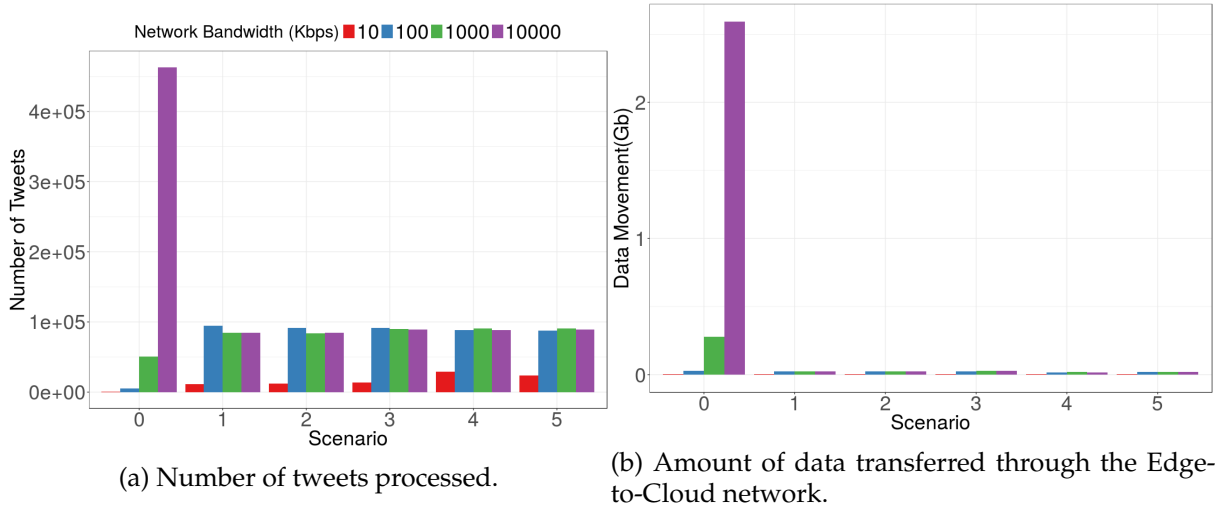 Network Bandwidth (Kbps) 10 100 1000 10000
Number of Tweets
4e+05
3e+05
2e+05
1e+05
0e+00
0 1 2 3 4 5
Scenario
(a) Number of tweets processed.
Data Movement(Gb)
2
1
0
0 1 2 3 4 5
Scenario
(b) Amount of data transferred through the Edge-
to-Cloud network.